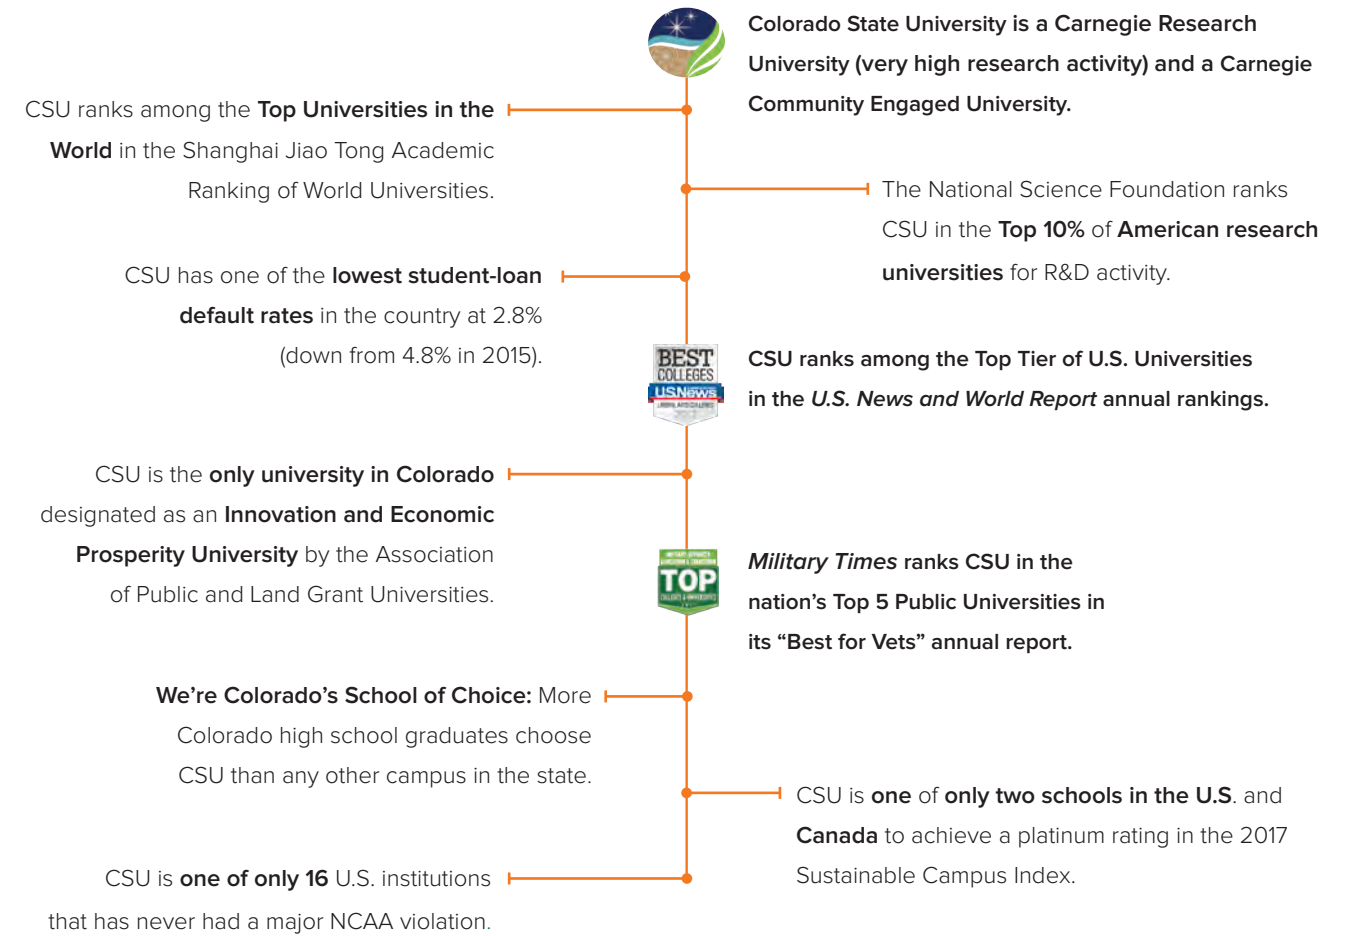 Colorado State University is a Carnegie Research
University (very high research activity) and a Carnegie
Community Engaged University.
CSU ranks among the Top Universities in the
World in the Shanghai Jiao Tong Academic
Ranking of World Universities.
The National Science Foundation ranks
CSU in the Top 10% of American research
universities for R&D activity.
CSU has one of the lowest student-loan
default rates in the country at 2.8%
(down from 4.8% in 2015).
BEST
COLLEGES
U.S.News
CSU ranks among the Top Tier of U.S. Universities
in the U.S. News and World Report annual rankings.
CSU is the only university in Colorado
designated as an Innovation and Economic
Prosperity University by the Association
of Public and Land Grant Universities.
TOP
COLLEGES & UNIVERSITIES
Military Times ranks CSU in the
nation’s Top 5 Public Universities in
its “Best for Vets” annual report.
We’re Colorado’s School of Choice: More
Colorado high school graduates choose
CSU than any other campus in the state.
CSU is one of only two schools in the U.S. and
Canada to achieve a platinum rating in the 2017
Sustainable Campus Index.
CSU is one of only 16 U.S. institutions
that has never had a major NCAA violation.